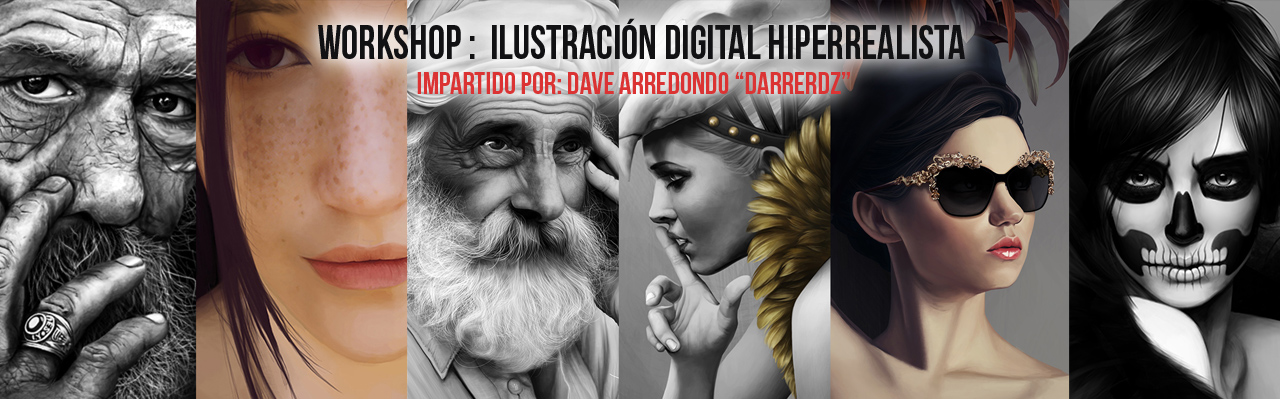 WORKSHOP : ILUSTRACIÓN DIGITAL HIPERREALISTA
IMPARTIDO POR: DAVE ARREDONDO “DARRERDZ”